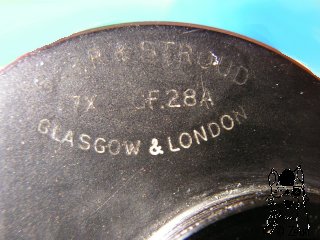 & STROUD
7X CF.28A
GLASGOW & LONDON